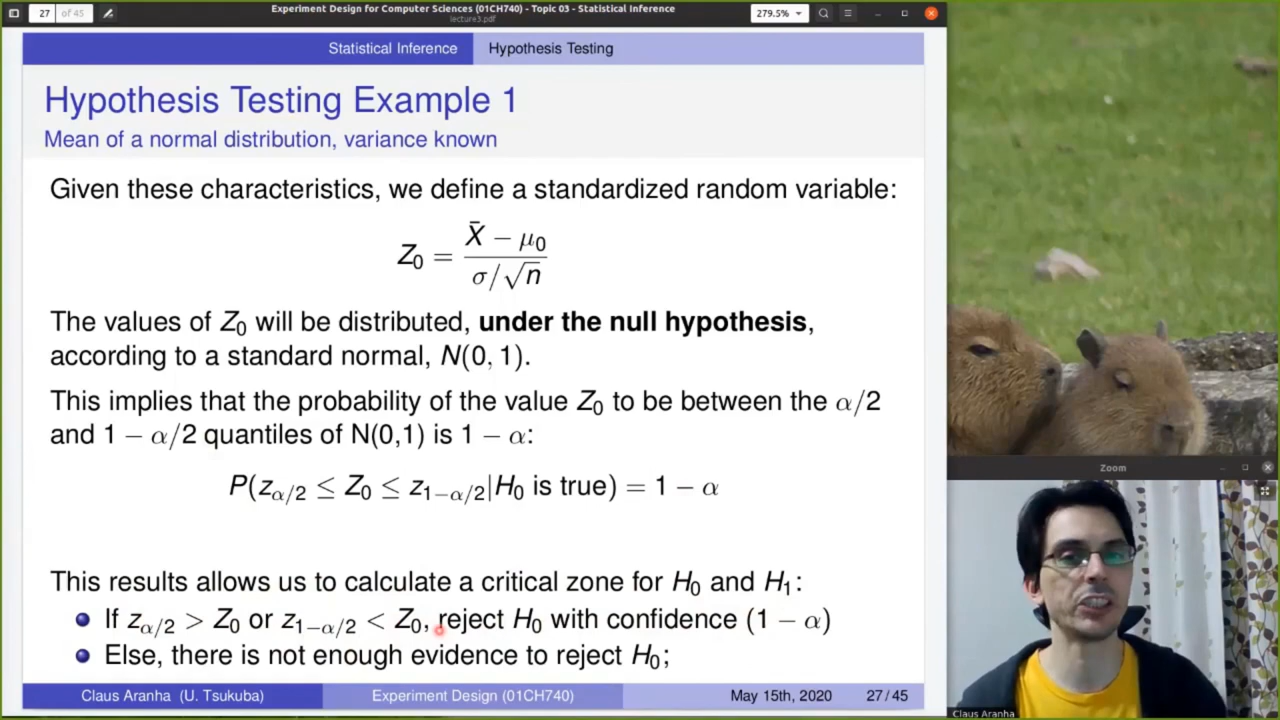 27 of 45
Experiment Design for Computer Sciences (01CH740) - Topic 03 - Statistical Inference
lecture3.pdf
279.5%
Statistical Inference Hypothesis Testing
Hypothesis Testing Example 1
Mean of a normal distribution, variance known
Given these characteristics, we define a standardized random variable:
Z₀ = (X̄ − μ₀) / (σ/√n)
The values of Z₀ will be distributed, under the null hypothesis,
according to a standard normal, N(0, 1).
This implies that the probability of the value Z₀ to be between the α/2
and 1 − α/2 quantiles of N(0,1) is 1 − α:
P(z_{α/2} ≤ Z₀ ≤ z_{1−α/2}|H₀ is true) = 1 − α
This results allows us to calculate a critical zone for H₀ and H₁:
If z_{α/2} > Z₀ or z_{1−α/2} < Z₀, reject H₀ with confidence (1 − α)
Else, there is not enough evidence to reject H₀;
Claus Aranha (U. Tsukuba) Experiment Design (01CH740) May 15th, 2020 27 / 45
Zoom
Claus Aranha